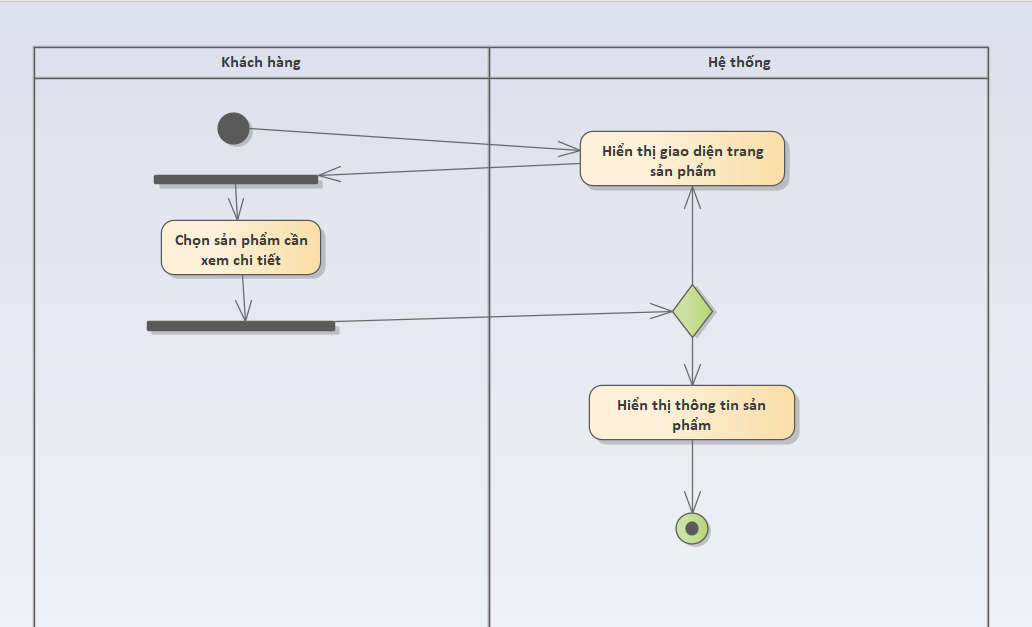 Khách hàng
Hệ thống
Hiển thị giao diện trang
sản phẩm
Chọn sản phẩm cần
xem chi tiết
Hiển thị thông tin sản
phẩm